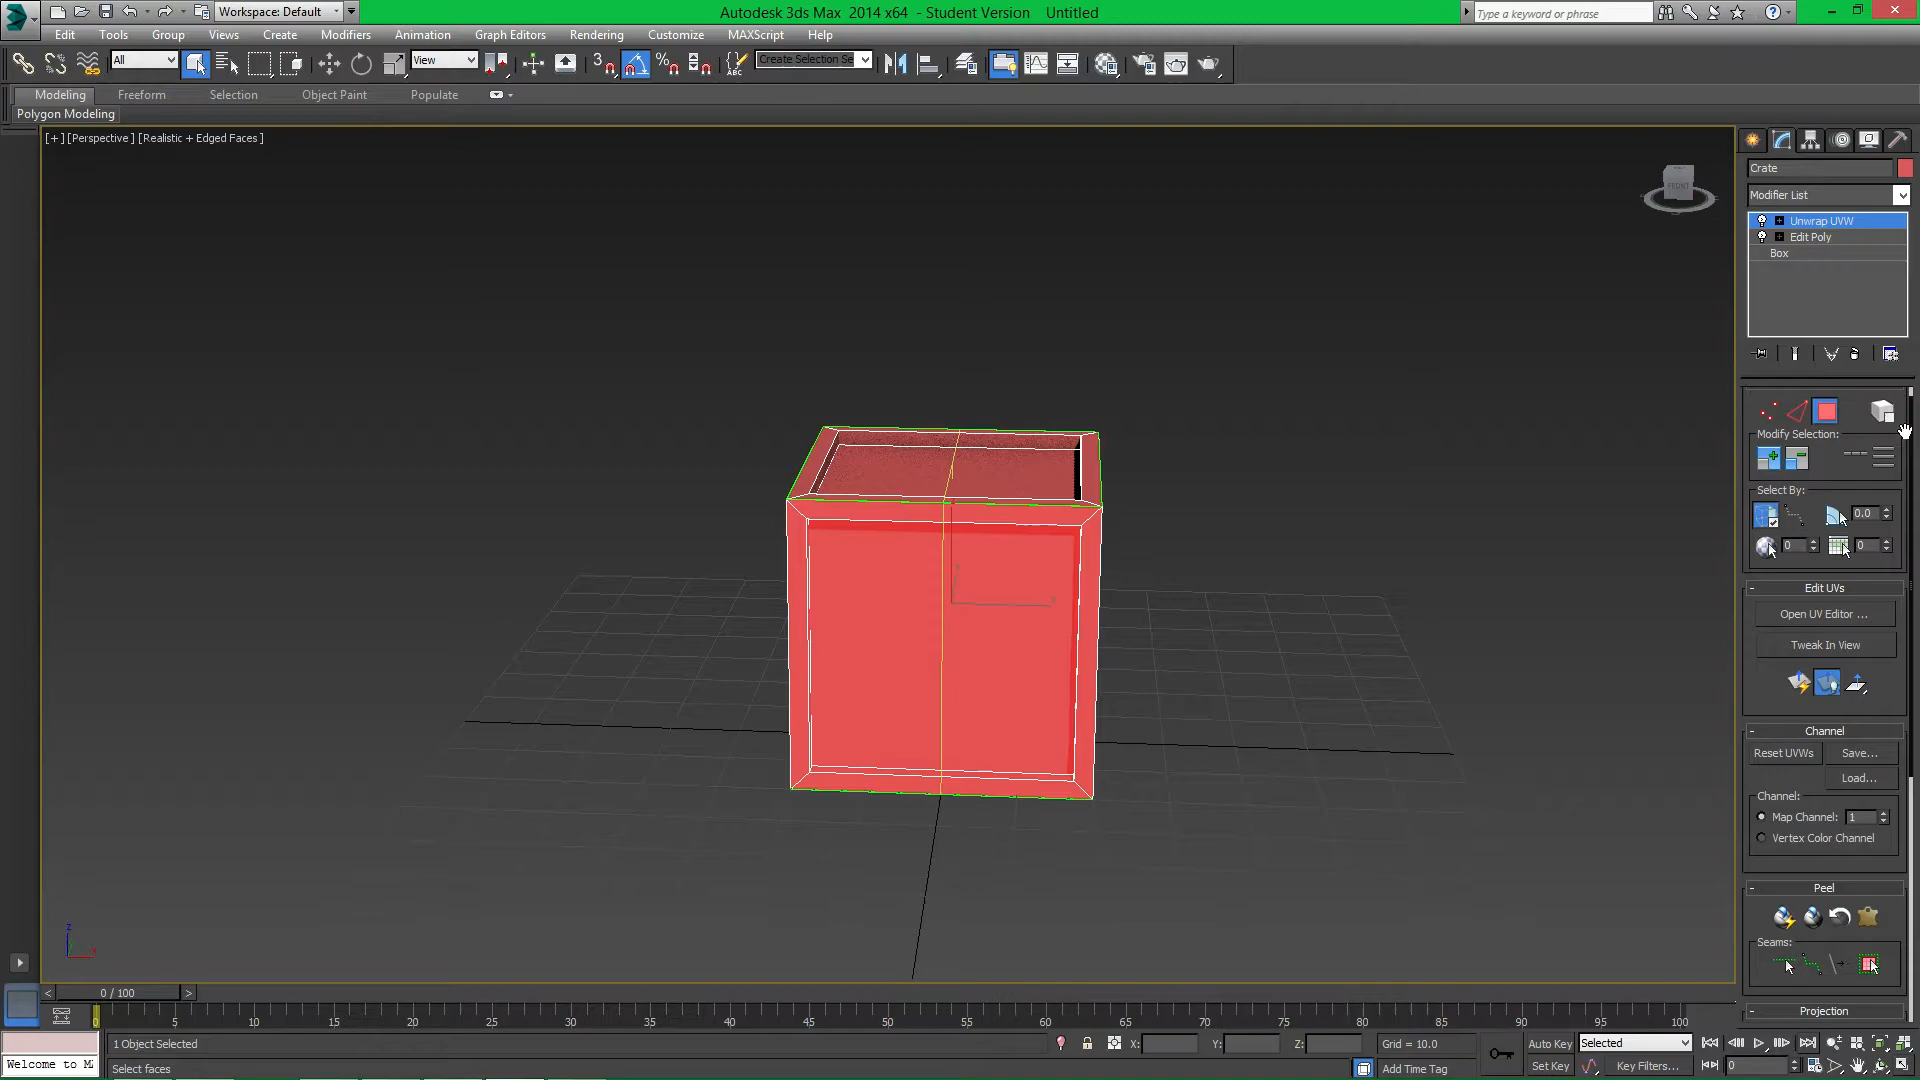 Workspace: Default
Autodesk 3ds Max 2014 x64 - Student Version Untitled
Type a keyword or phrase
Edit Tools Group Views Create Modifiers Animation Graph Editors Rendering Customize MAXScript Help
All
View
3
%
ABC
Create Selection Se
Modeling Freeform Selection Object Paint Populate
Polygon Modeling
[+] [Perspective] [Realistic + Edged Faces]
FRONT
Crate
Modifier List
Unwrap UVW
Edit Poly
Box
Modify Selection:
Select By:
0.0
0
0
- Edit UVs
Open UV Editor ...
Tweak In View
- Channel
Reset UVWs Save...
Load...
Channel:
Map Channel: 1
Vertex Color Channel
- Peel
Seams:
- Projection
z
x
< 0 / 100 >
0 5 10 15 20 25 30 35 40 45 50 55 60 65 70 75 80 85 90 95 100
1 Object Selected
X: Y: Z:
Grid = 10.0
Auto Key Selected
Welcome to M
Select faces
Add Time Tag
Set Key Key Filters...
0